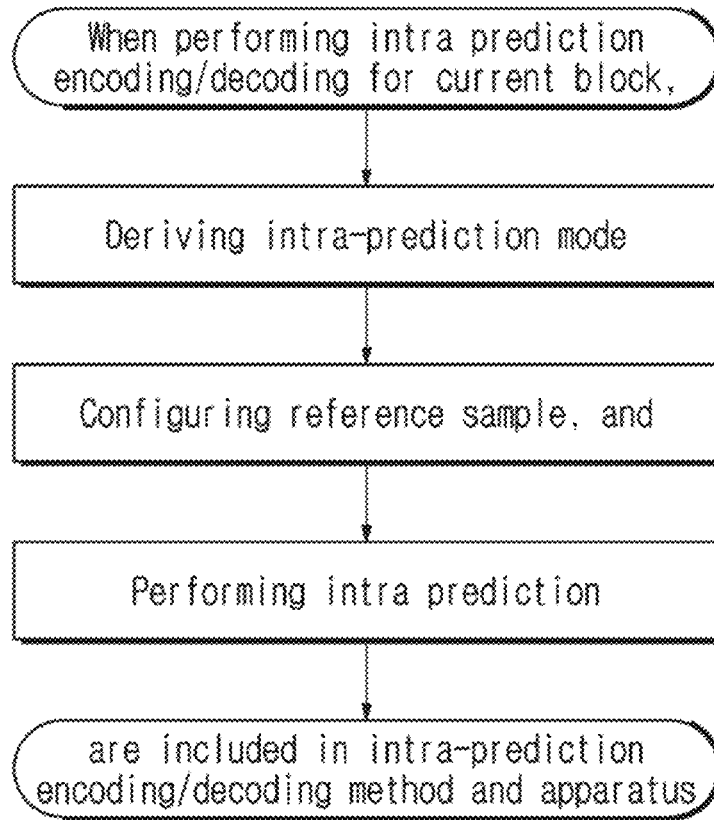 When performing intra prediction
encoding/decoding for current block,
Deriving intra-prediction mode
Configuring reference sample, and
Performing intra prediction
are included in intra-prediction
encoding/decoding method and apparatus